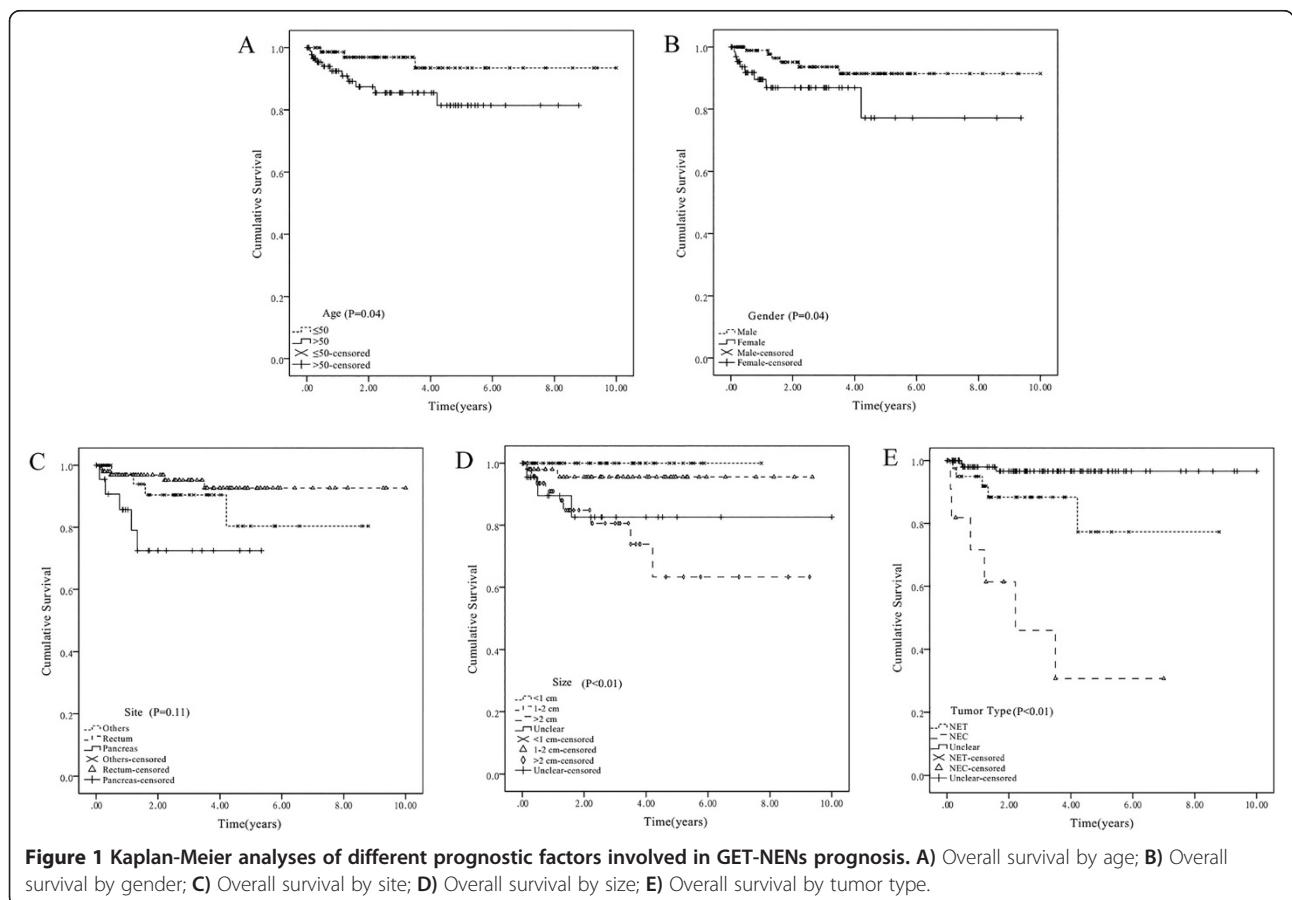 A
Cumulative Survival
1.0
0.8
0.6
0.4
0.2
0.0
Age (P=0.04)
≤50
>50
≤50-censored
>50-censored
.00 2.00 4.00 6.00 8.00 10.00
Time(years)
B
Cumulative Survival
1.0
0.8
0.6
0.4
0.2
0.0
Gender (P=0.04)
Male
Female
Male-censored
Female-censored
.00 2.00 4.00 6.00 8.00 10.00
Time(years)
C
Cumulative Survival
1.0
0.8
0.6
0.4
0.2
0.0
Site (P=0.11)
Others
Rectum
Pancreas
Others-censored
Rectum-censored
Pancreas-censored
.00 2.00 4.00 6.00 8.00 10.00
Time(years)
D
Cumulative Survival
1.0
0.8
0.6
0.4
0.2
0.0
Size (P<0.01)
<1 cm
1-2 cm
>2 cm
Unclear
<1 cm-censored
1-2 cm-censored
>2 cm-censored
Unclear-censored
.00 2.00 4.00 6.00 8.00 10.00
Time(years)
E
Cumulative Survival
1.0
0.8
0.6
0.4
0.2
0.0
Tumor Type(P<0.01)
NET
NEC
Unclear
NET-censored
NEC-censored
Unclear-censored
.00 2.00 4.00 6.00 8.00 10.00
Time(years)
Figure 1 Kaplan-Meier analyses of different prognostic factors involved in GET-NENs prognosis. A) Overall survival by age; B) Overall
survival by gender; C) Overall survival by site; D) Overall survival by size; E) Overall survival by tumor type.